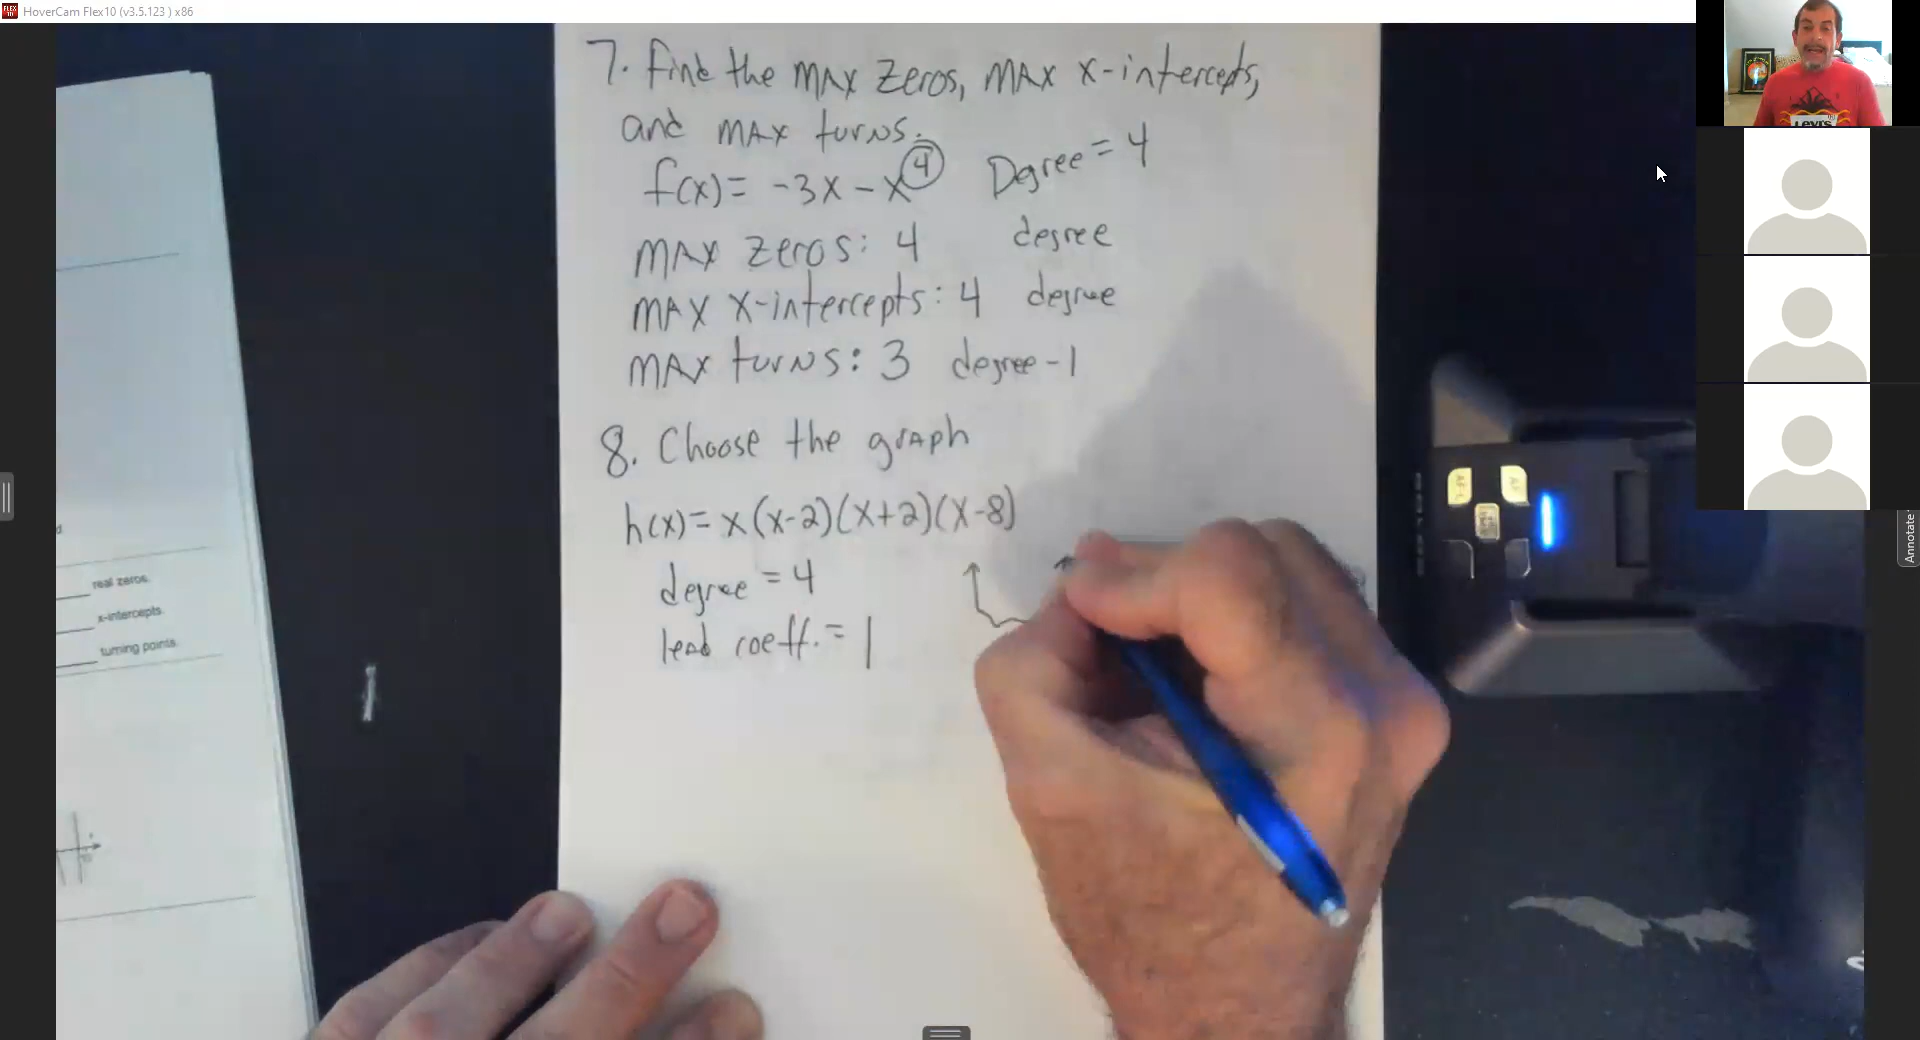 HoverCam Flex10 (v3.5.123 ) x86
7. Find the MAX Zeros, MAX x-intercepts,
and MAX turns.
f(x) = -3x - x⁴ Degree = 4
MAX Zeros: 4 degree
MAX X-intercepts: 4 degree
MAX turns: 3 degree - 1
8. Choose the graph
h(x) = x(x-2)(x+2)(x-8)
degree = 4
lead coeff. = 1
real zeros.
x-intercepts.
turning points.
LEVI'S
Annotate